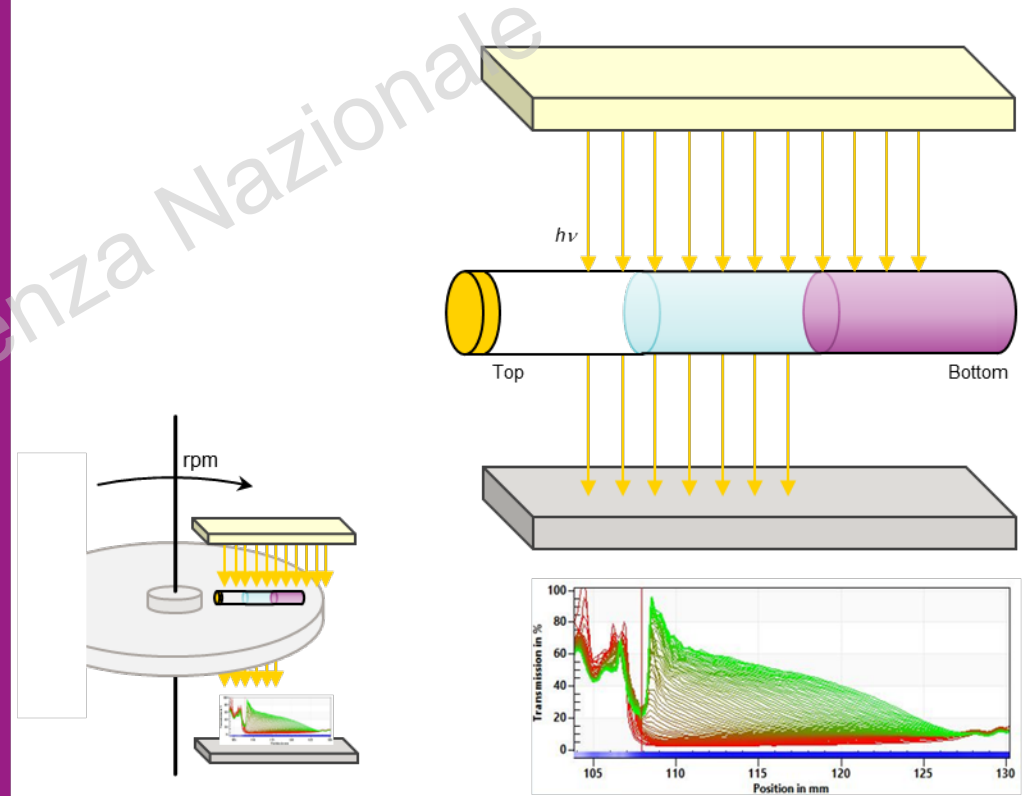 enza Nazionale
hν
Top
Bottom
rpm
Transmission in %
100
80
60
40
20
0
105
110
115
120
125
130
Position in mm